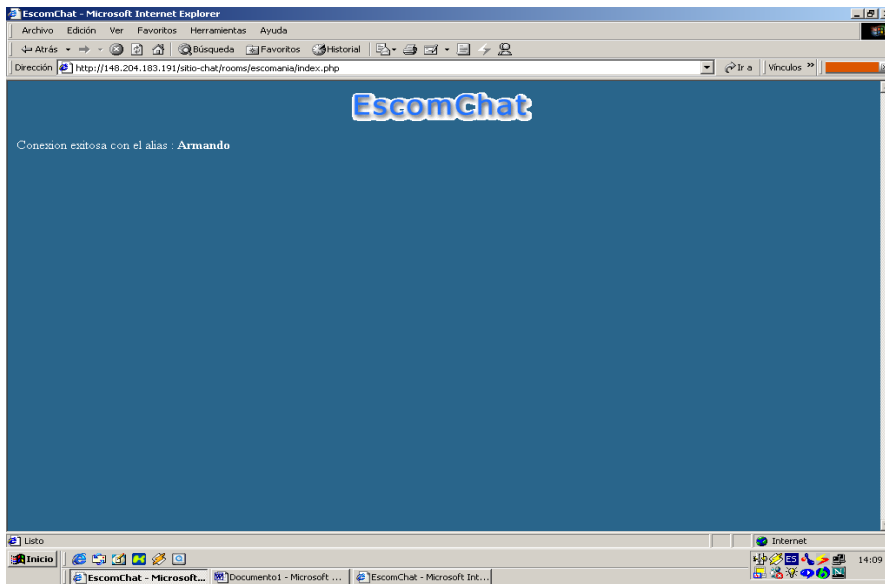 EscomChat - Microsoft Internet Explorer
Archivo Edición Ver Favoritos Herramientas Ayuda
Atrás Búsqueda Favoritos Historial
Dirección http://148.204.183.191/sitio-chat/rooms/escomania/index.php Ir a Vínculos »
EscomChat
Conexion exitosa con el alias : Armando
Listo Internet
Inicio ES 14:09
EscomChat - Microsoft... Documento1 - Microsoft ... EscomChat - Microsoft Int...